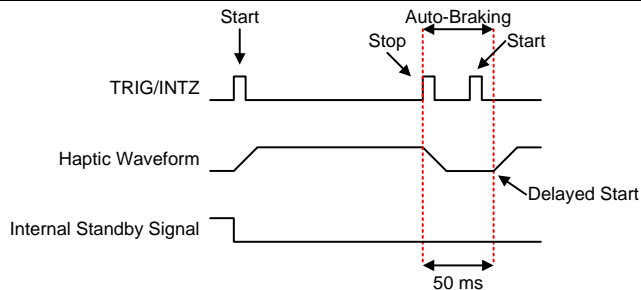 Start
Auto-Braking
Stop
Start
TRIG/INTZ
Haptic Waveform
Delayed Start
Internal Standby Signal
50 ms